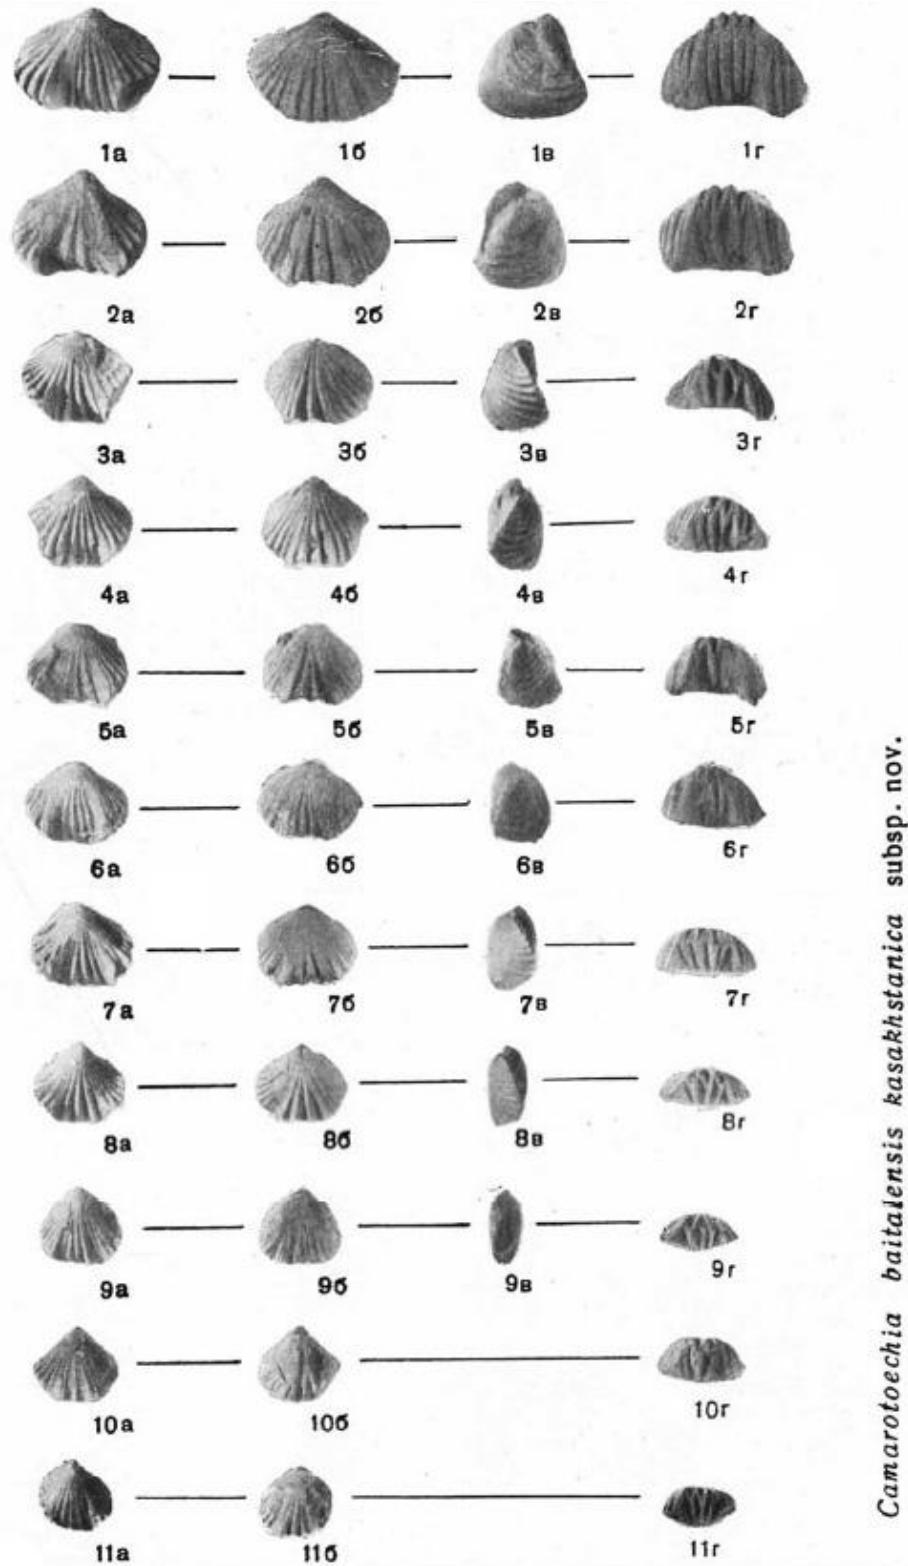 1а 1б 1в 1г
2а 2б 2в 2г
3а 3б 3в 3г
4а 4б 4в 4г
5а 5б 5в 5г
6а 6б 6в 6г
7а 7б 7в 7г
8а 8б 8в 8г
9а 9б 9в 9г
10а 10б 10г
11а 11б 11г
Camarotoechia baitalensis kasakhstanica subsp. nov.